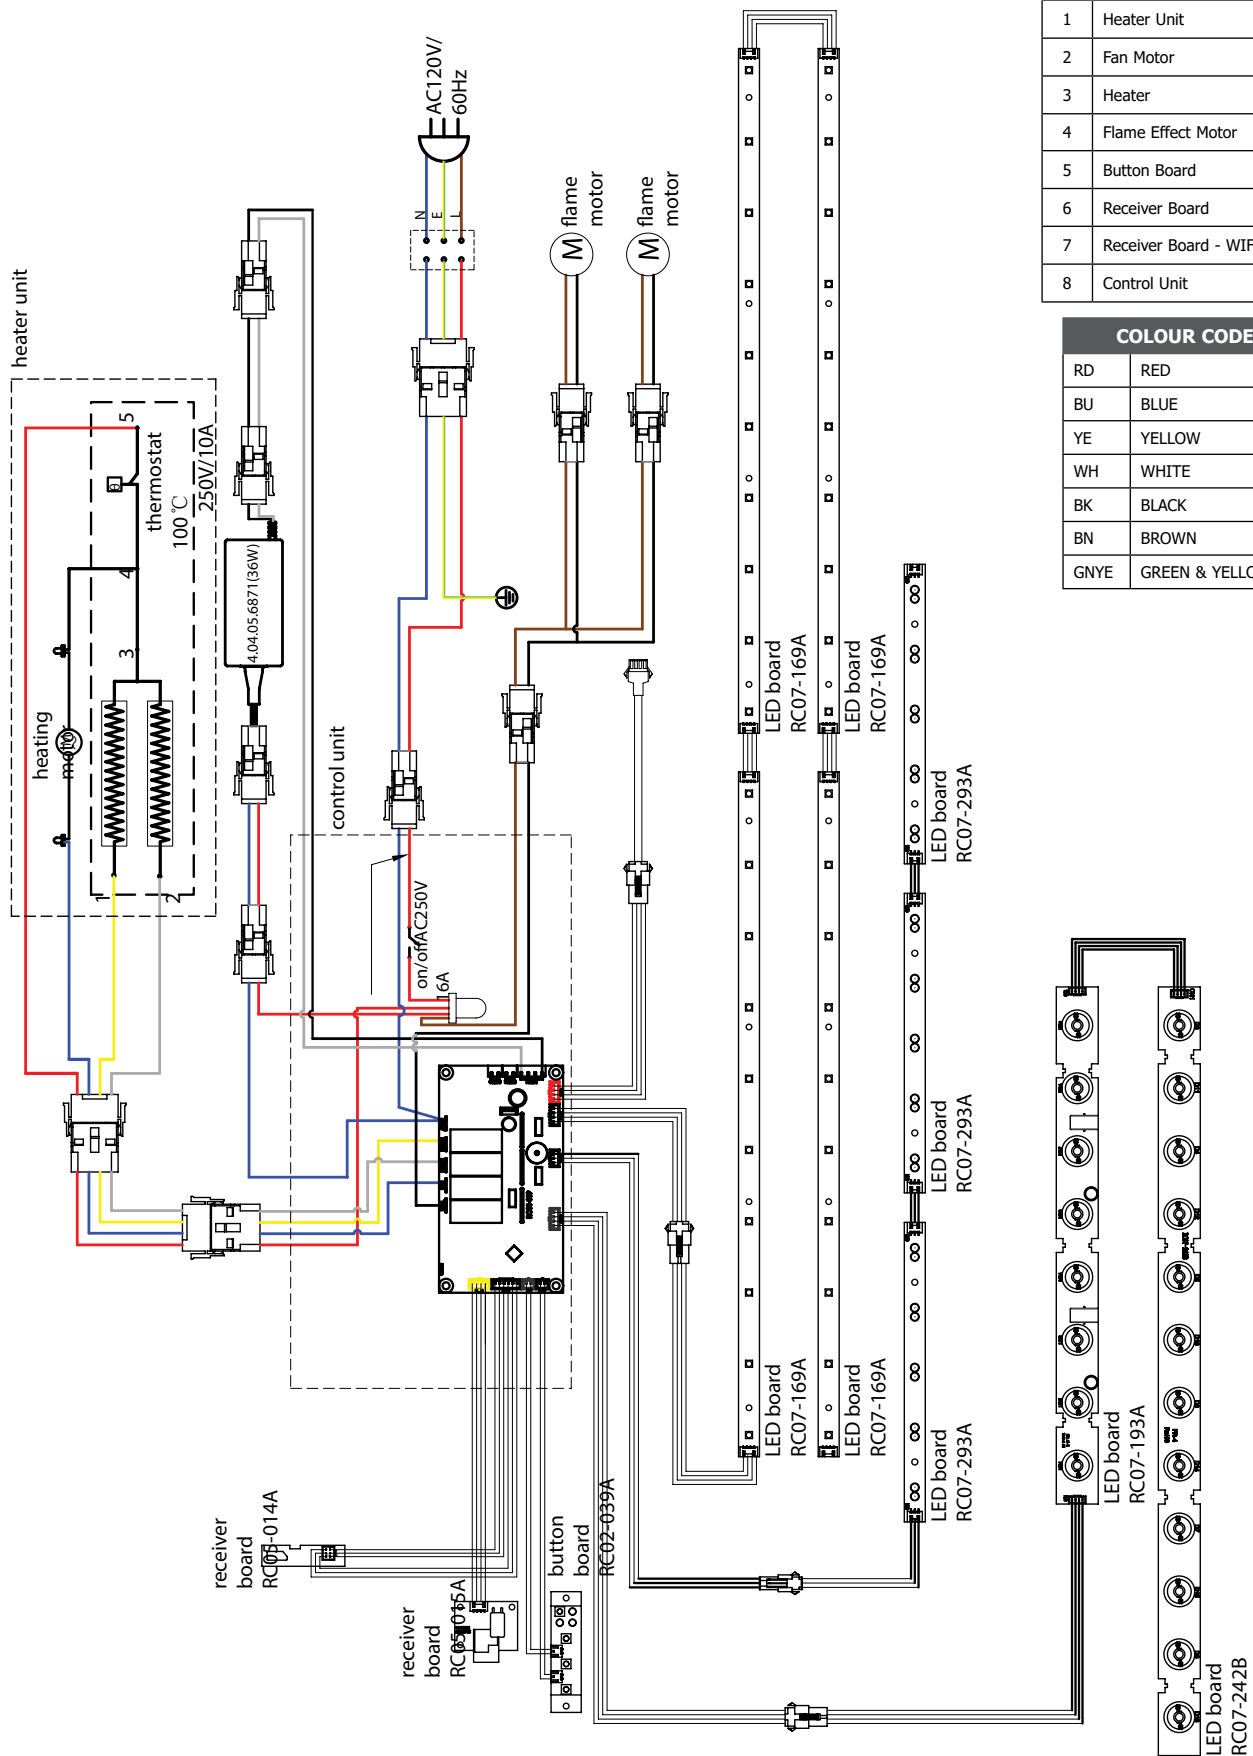 1 Heater Unit
2 Fan Motor
3 Heater
4 Flame Effect Motor
5 Button Board
6 Receiver Board
7 Receiver Board - WIF
8 Control Unit
COLOUR CODE
RD RED
BU BLUE
YE YELLOW
WH WHITE
BK BLACK
BN BROWN
GNYE GREEN & YELLO
heater unit
5
thermostat
100 ℃
250V/10A
4
3
heating
motor
1
2
4.04.05.6871(36W)
AC120V/
60Hz
N
E
L
M
flame
motor
M
flame
motor
control unit
on/offAC250V
16A
LED board
RC07-169A
LED board
RC07-169A
LED board
RC07-169A
LED board
RC07-169A
LED board
RC07-293A
LED board
RC07-293A
LED board
RC07-293A
receiver
board
RC05-014A
receiver
board
RC05-015A
button
board
RC02-039A
LED board
RC07-193A
LED board
RC07-242B